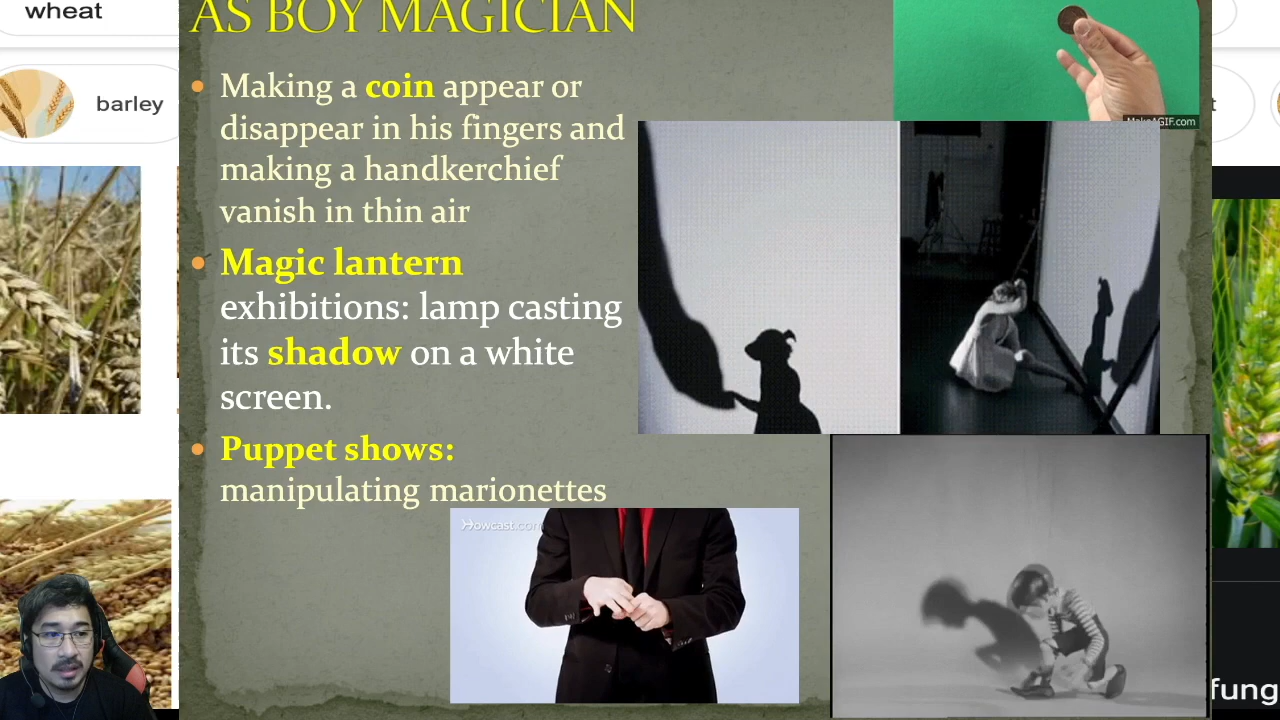 wheat
AS BOY MAGICIAN
barley
MakeAGIF.com
Making a coin appear or
disappear in his fingers and
making a handkerchief
vanish in thin air
Magic lantern
exhibitions: lamp casting
its shadow on a white
screen.
Puppet shows:
manipulating marionettes
Howcast.com
fung